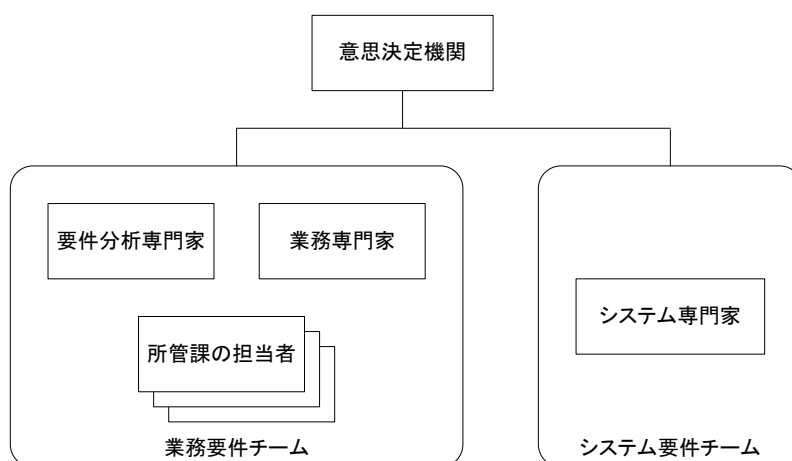 意思決定機関
要件分析専門家
業務専門家
所管課の担当者
業務要件チーム
システム専門家
システム要件チーム